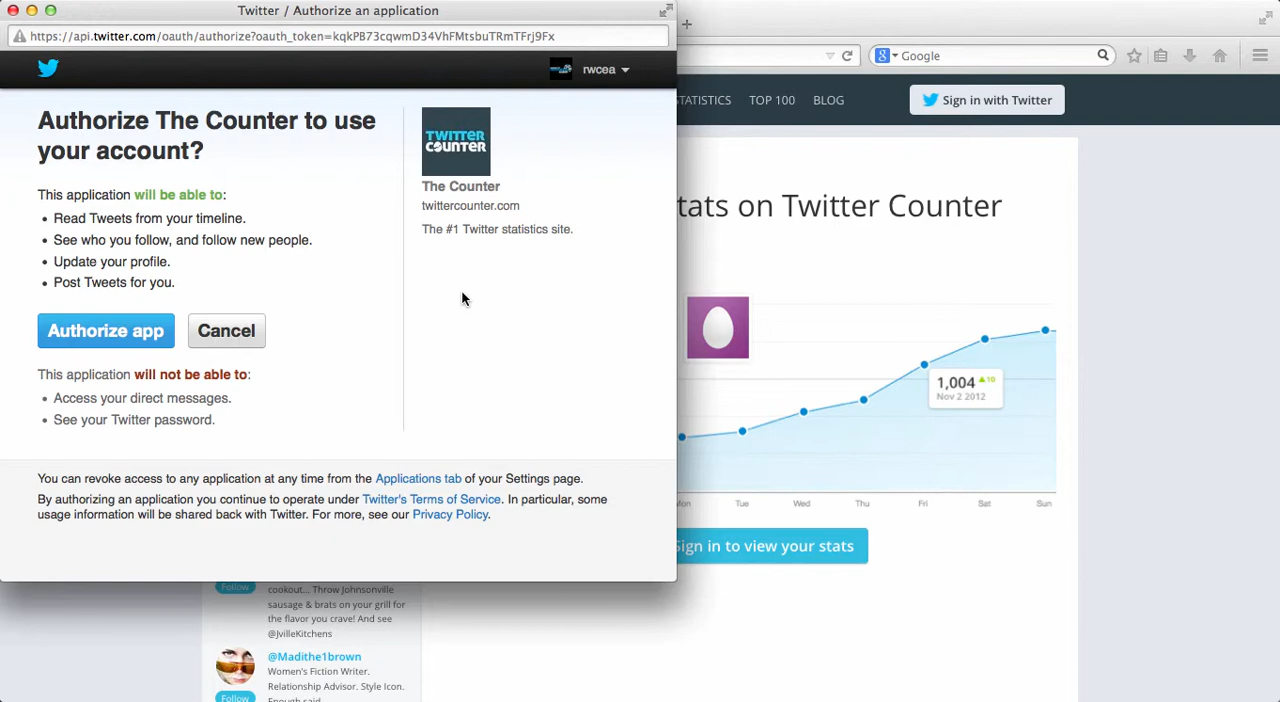 Twitter / Authorize an application
https://api.twitter.com/oauth/authorize?oauth_token=kqkPB73cqwmD34VhFMtsbuTRmTFrj9Fx
rwcea
Authorize The Counter to use
your account?
This application will be able to:
• Read Tweets from your timeline.
• See who you follow, and follow new people.
• Update your profile.
• Post Tweets for you.
Authorize app
Cancel
This application will not be able to:
• Access your direct messages.
• See your Twitter password.
TWITTER
COUNTER
The Counter
twittercounter.com
The #1 Twitter statistics site.
You can revoke access to any application at any time from the Applications tab of your Settings page.
By authorizing an application you continue to operate under Twitter's Terms of Service. In particular, some
usage information will be shared back with Twitter. For more, see our Privacy Policy.
Google
STATISTICS
TOP 100
BLOG
Sign in with Twitter
tats on Twitter Counter
1,004 ▲10
Nov 2 2012
Mon
Tue
Wed
Thu
Fri
Sat
Sun
Sign in to view your stats
Follow
cookout... Throw Johnsonville
sausage & brats on your grill for
the flavor you crave! And see
@JvilleKitchens
@Madithe1brown
Women's Fiction Writer.
Relationship Advisor. Style Icon.
Enough said
Follow